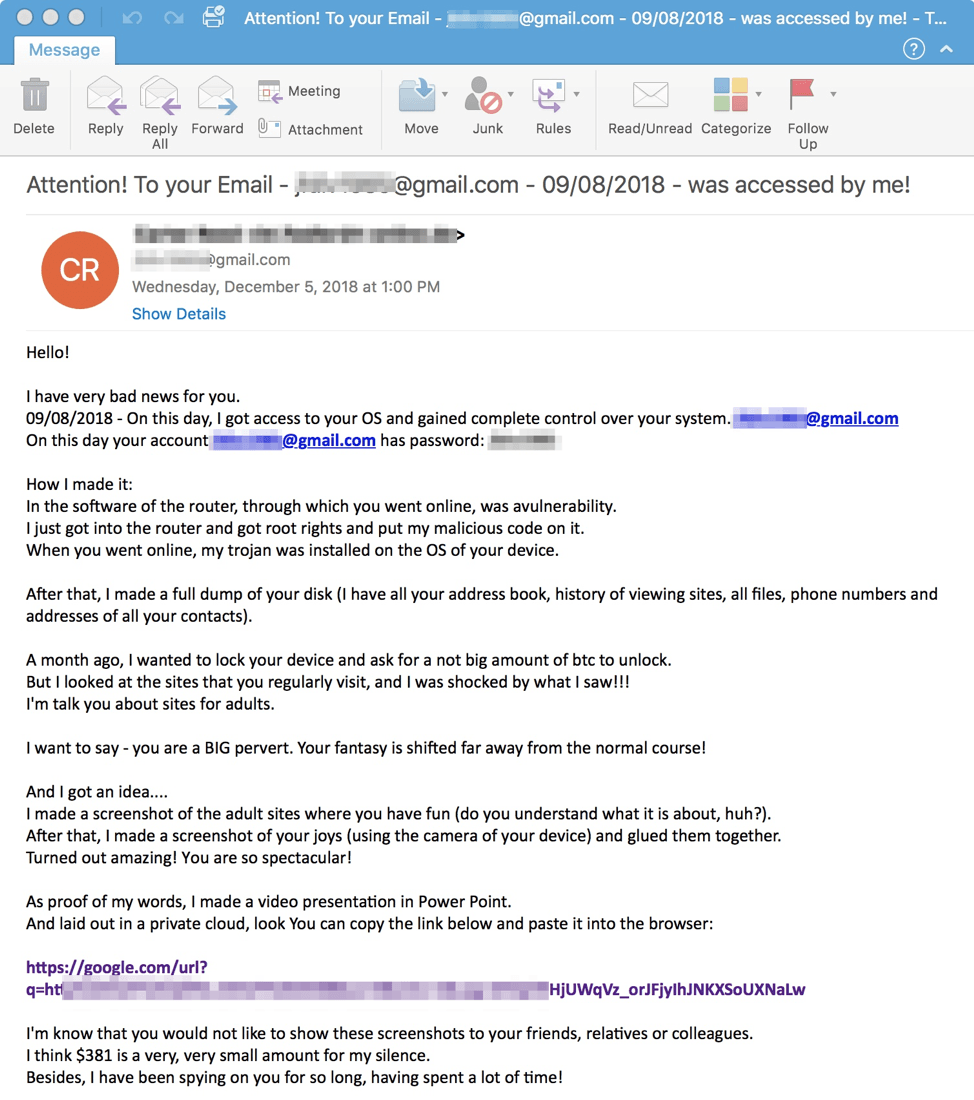 Attention! To your Email - @gmail.com - 09/08/2018 - was accessed by me! - T...
Message
?
Delete
Reply
Reply All
Forward
Meeting
Attachment
Move
Junk
Rules
Read/Unread
Categorize
Follow Up
Attention! To your Email - @gmail.com - 09/08/2018 - was accessed by me!
CR
>
@gmail.com
Wednesday, December 5, 2018 at 1:00 PM
Show Details
Hello!
I have very bad news for you.
09/08/2018 - On this day, I got access to your OS and gained complete control over your system. @gmail.com
On this day your account @gmail.com has password:
How I made it:
In the software of the router, through which you went online, was avulnerability.
I just got into the router and got root rights and put my malicious code on it.
When you went online, my trojan was installed on the OS of your device.
After that, I made a full dump of your disk (I have all your address book, history of viewing sites, all files, phone numbers and
addresses of all your contacts).
A month ago, I wanted to lock your device and ask for a not big amount of btc to unlock.
But I looked at the sites that you regularly visit, and I was shocked by what I saw!!!
I'm talk you about sites for adults.
I want to say - you are a BIG pervert. Your fantasy is shifted far away from the normal course!
And I got an idea....
I made a screenshot of the adult sites where you have fun (do you understand what it is about, huh?).
After that, I made a screenshot of your joys (using the camera of your device) and glued them together.
Turned out amazing! You are so spectacular!
As proof of my words, I made a video presentation in Power Point.
And laid out in a private cloud, look You can copy the link below and paste it into the browser:
https://google.com/url?
q=htt HjUWqVz_orJFjyIhJNKXSoUXNaLw
I'm know that you would not like to show these screenshots to your friends, relatives or colleagues.
I think $381 is a very, very small amount for my silence.
Besides, I have been spying on you for so long, having spent a lot of time!